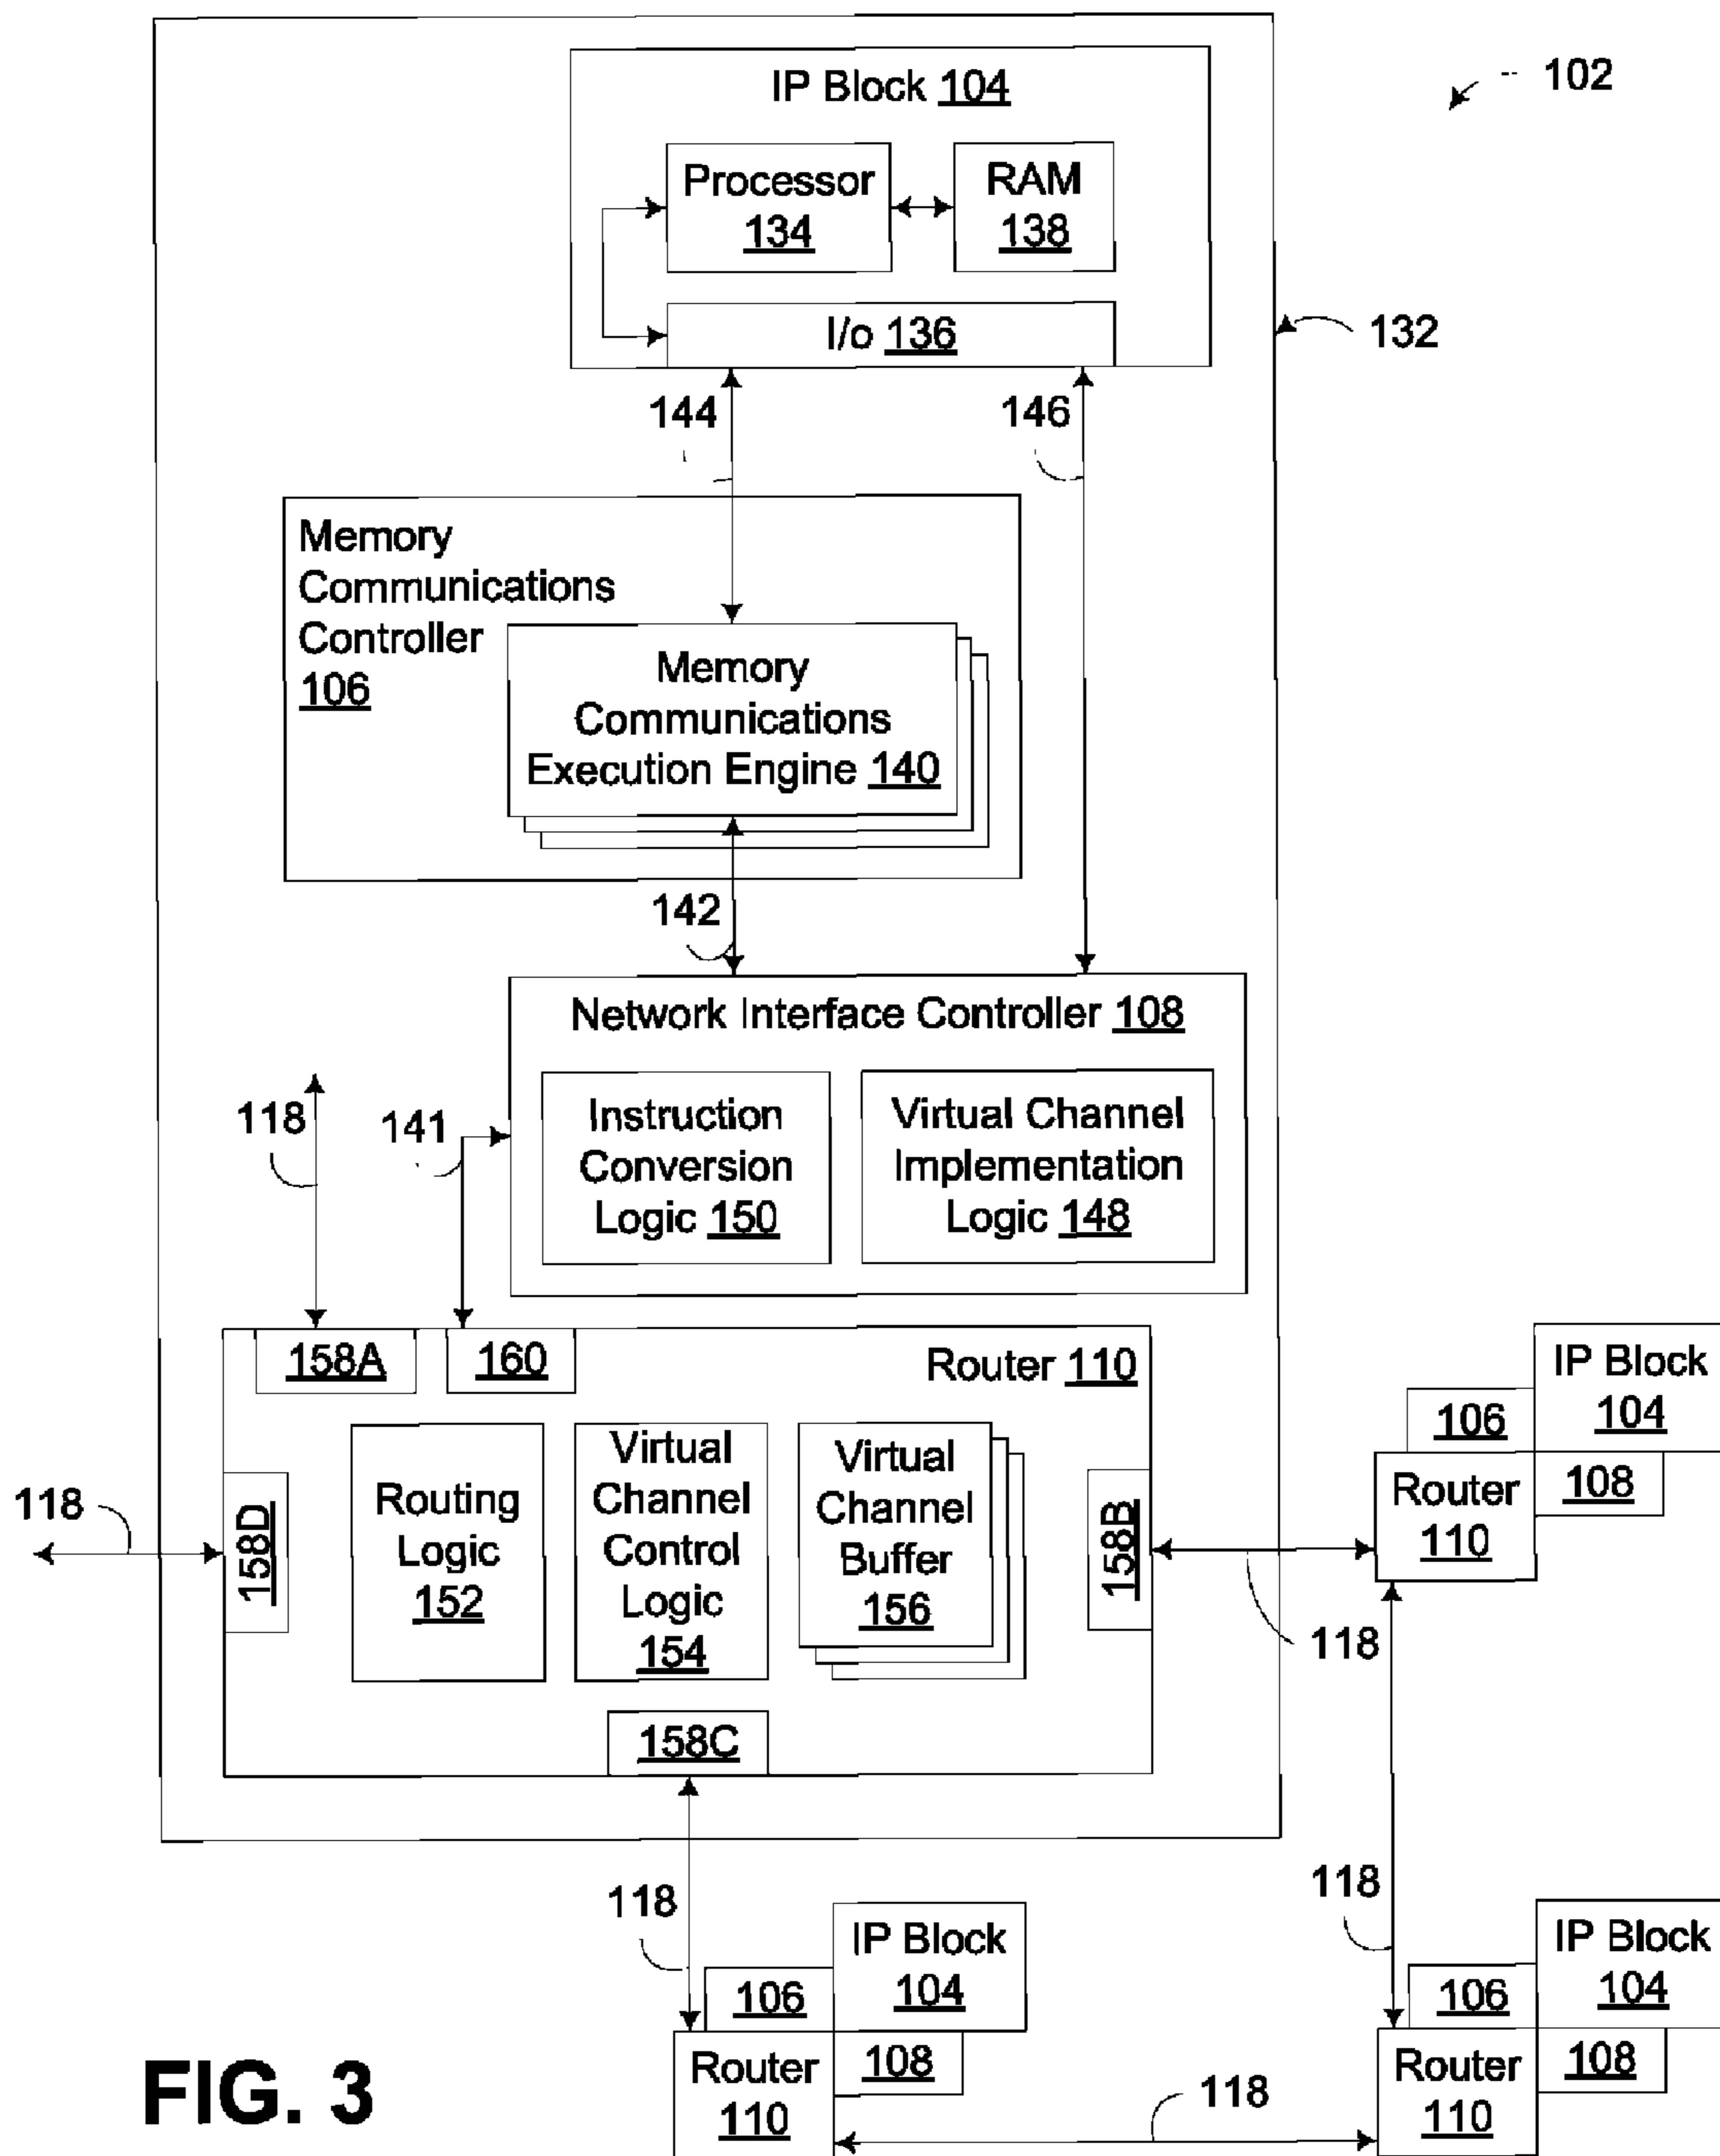 102
IP Block 104
Processor
134
RAM
138
I/o 136
132
144
146
Memory
Communications
Controller
106
Memory
Communications
Execution Engine 140
142
Network Interface Controller 108
118
141
Instruction
Conversion
Logic 150
Virtual Channel
Implementation
Logic 148
158A
160
Router 110
118
158D
Routing
Logic
152
Virtual
Channel
Control
Logic
154
Virtual
Channel
Buffer
156
158B
158C
118
IP Block
104
106
Router
110
108
118
118
IP Block
104
106
Router
110
108
118
IP Block
104
106
Router
110
108
FIG. 3